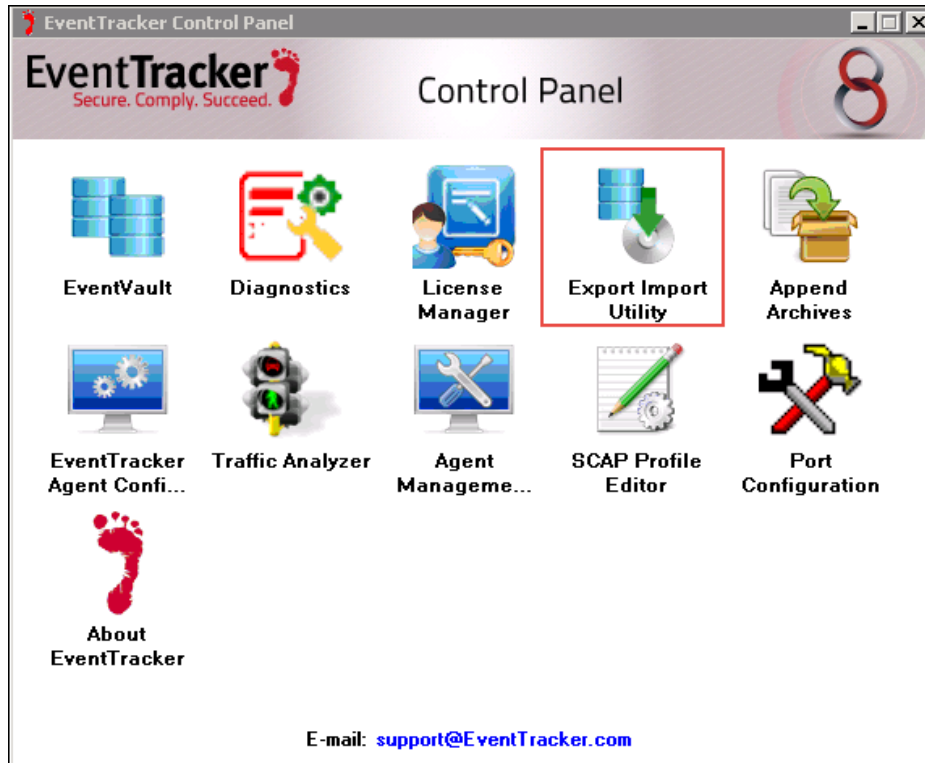 EventTracker Control Panel
EventTracker
Secure. Comply. Succeed.
Control Panel
EventVault
Diagnostics
License
Manager
Export Import
Utility
Append
Archives
EventTracker
Agent Confi...
Traffic Analyzer
Agent
Manageme...
SCAP Profile
Editor
Port
Configuration
About
EventTracker
E-mail: support@EventTracker.com